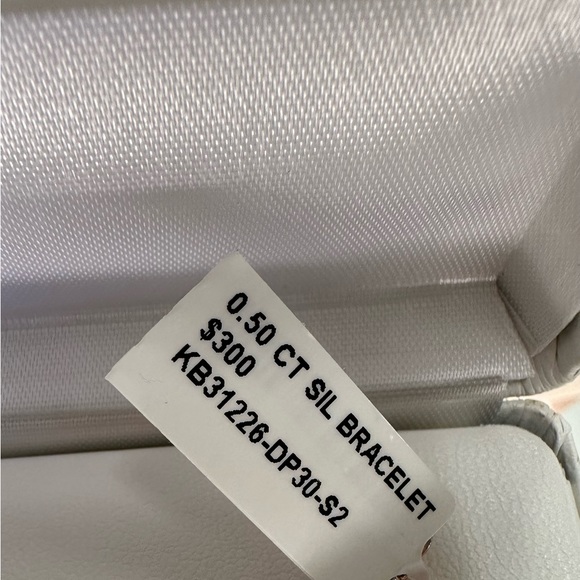 0.50 CT SIL BRACELET
$300
KB31226-DP30-S2